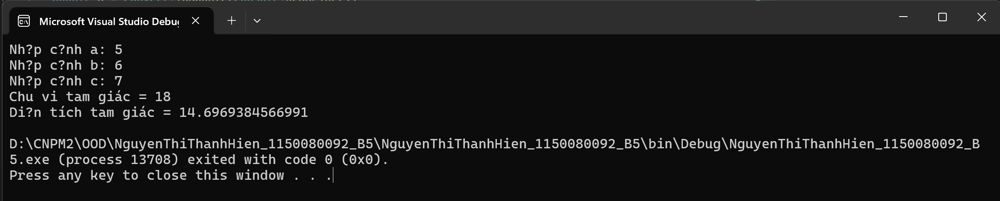 Microsoft Visual Studio Debug
Nh?p c?nh a: 5
Nh?p c?nh b: 6
Nh?p c?nh c: 7
Chu vi tam giác = 18
Di?n tích tam giác = 14.6969384566991
D:\CNPM2\OOD\NguyenThiThanhHien_1150080092_B5\NguyenThiThanhHien_1150080092_B5\bin\Debug\NguyenThiThanhHien_1150080092_B
5.exe (process 13708) exited with code 0 (0x0).
Press any key to close this window . . .